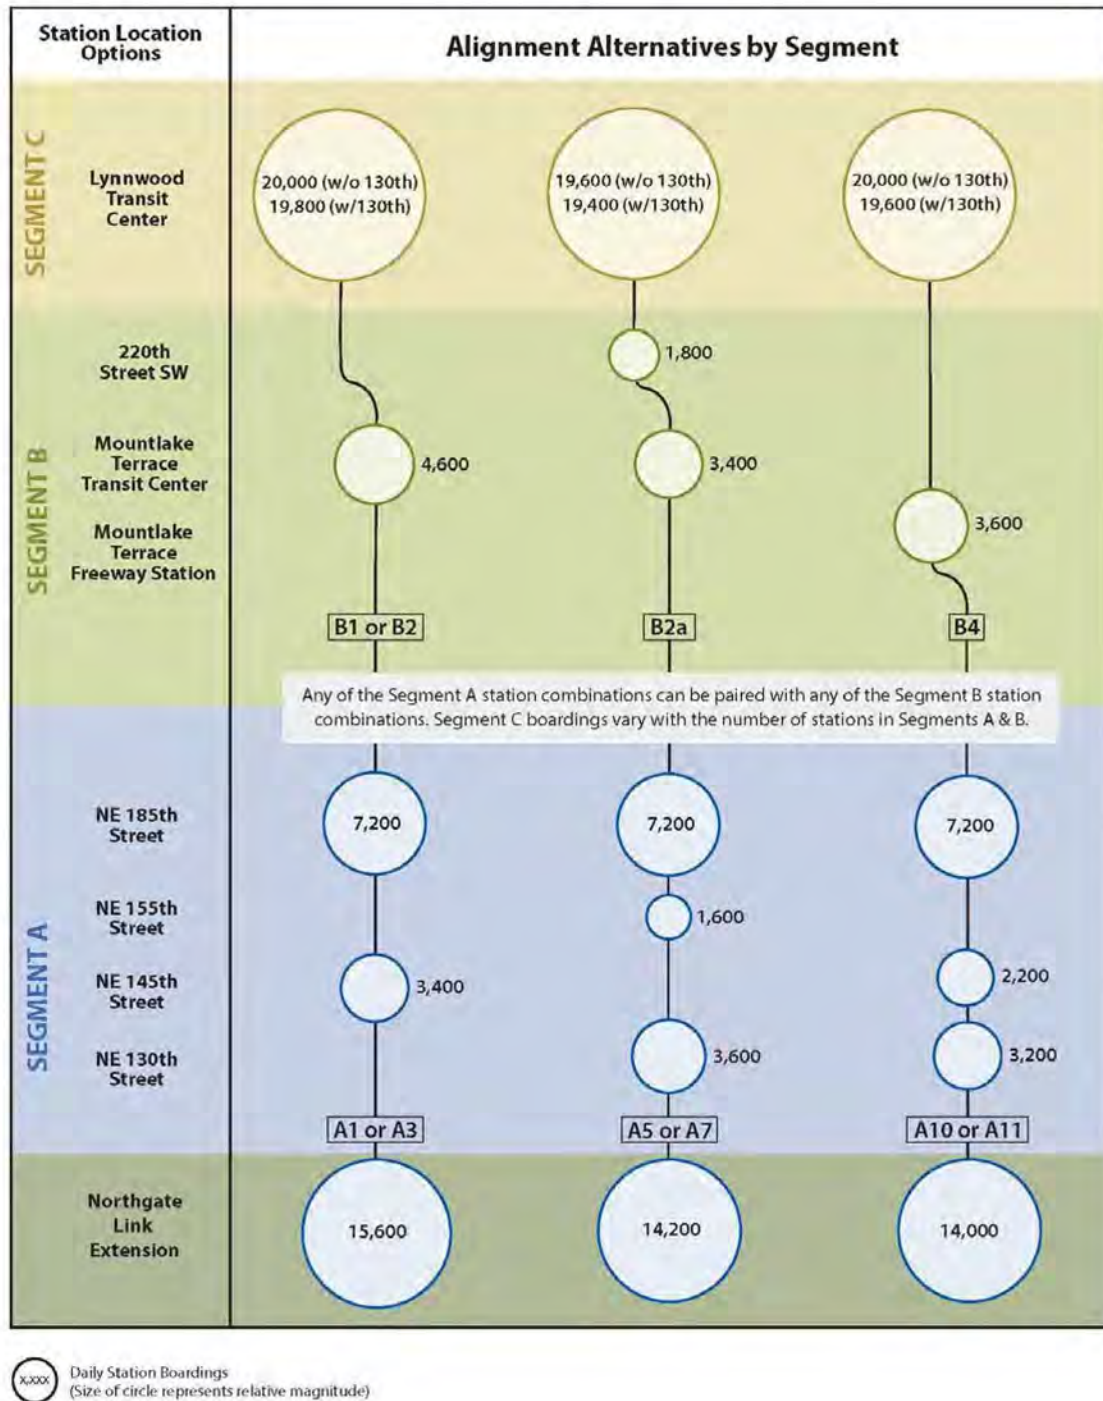 Station Location
Options
Alignment Alternatives by Segment
SEGMENT C
Lynnwood
Transit
Center
20,000 (w/o 130th)
19,800 (w/130th)
19,600 (w/o 130th)
19,400 (w/130th)
20,000 (w/o 130th)
19,600 (w/130th)
SEGMENT B
220th
Street SW
1,800
Mountlake
Terrace
Transit Center
4,600
3,400
Mountlake
Terrace
Freeway Station
3,600
B1 or B2
B2a
B4
Any of the Segment A station combinations can be paired with any of the Segment B station
combinations. Segment C boardings vary with the number of stations in Segments A & B.
SEGMENT A
NE 185th
Street
7,200
7,200
7,200
NE 155th
Street
1,600
NE 145th
Street
3,400
2,200
NE 130th
Street
3,600
3,200
A1 or A3
A5 or A7
A10 or A11
Northgate
Link
Extension
15,600
14,200
14,000
x,xxx
Daily Station Boardings
(Size of circle represents relative magnitude)